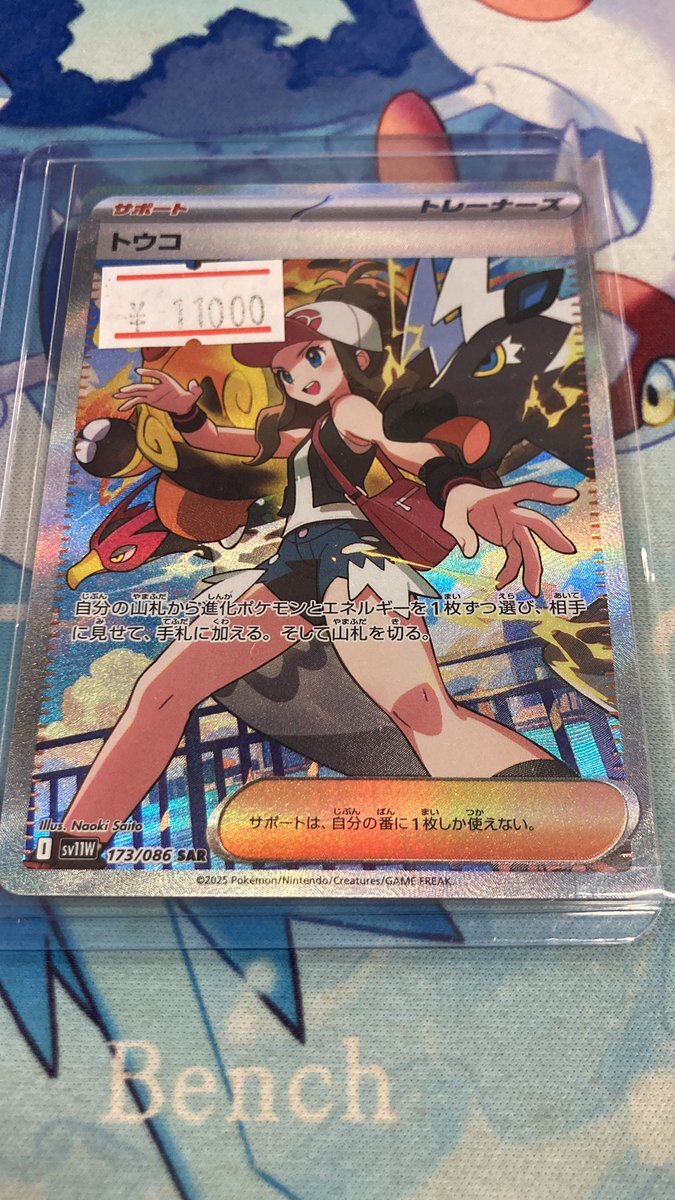 サポート トレーナーズ
トウコ
¥ 11000
自分の山札から進化ポケモンとエネルギーを1枚ずつ選び、相手
に見せて、手札に加える。そして山札を切る。
サポートは、自分の番に1枚しか使えない。
Illus. Naoki Saito
I sv11W 173/086 SAR
©2025 Pokémon/Nintendo/Creatures/GAME FREAK.
Bench